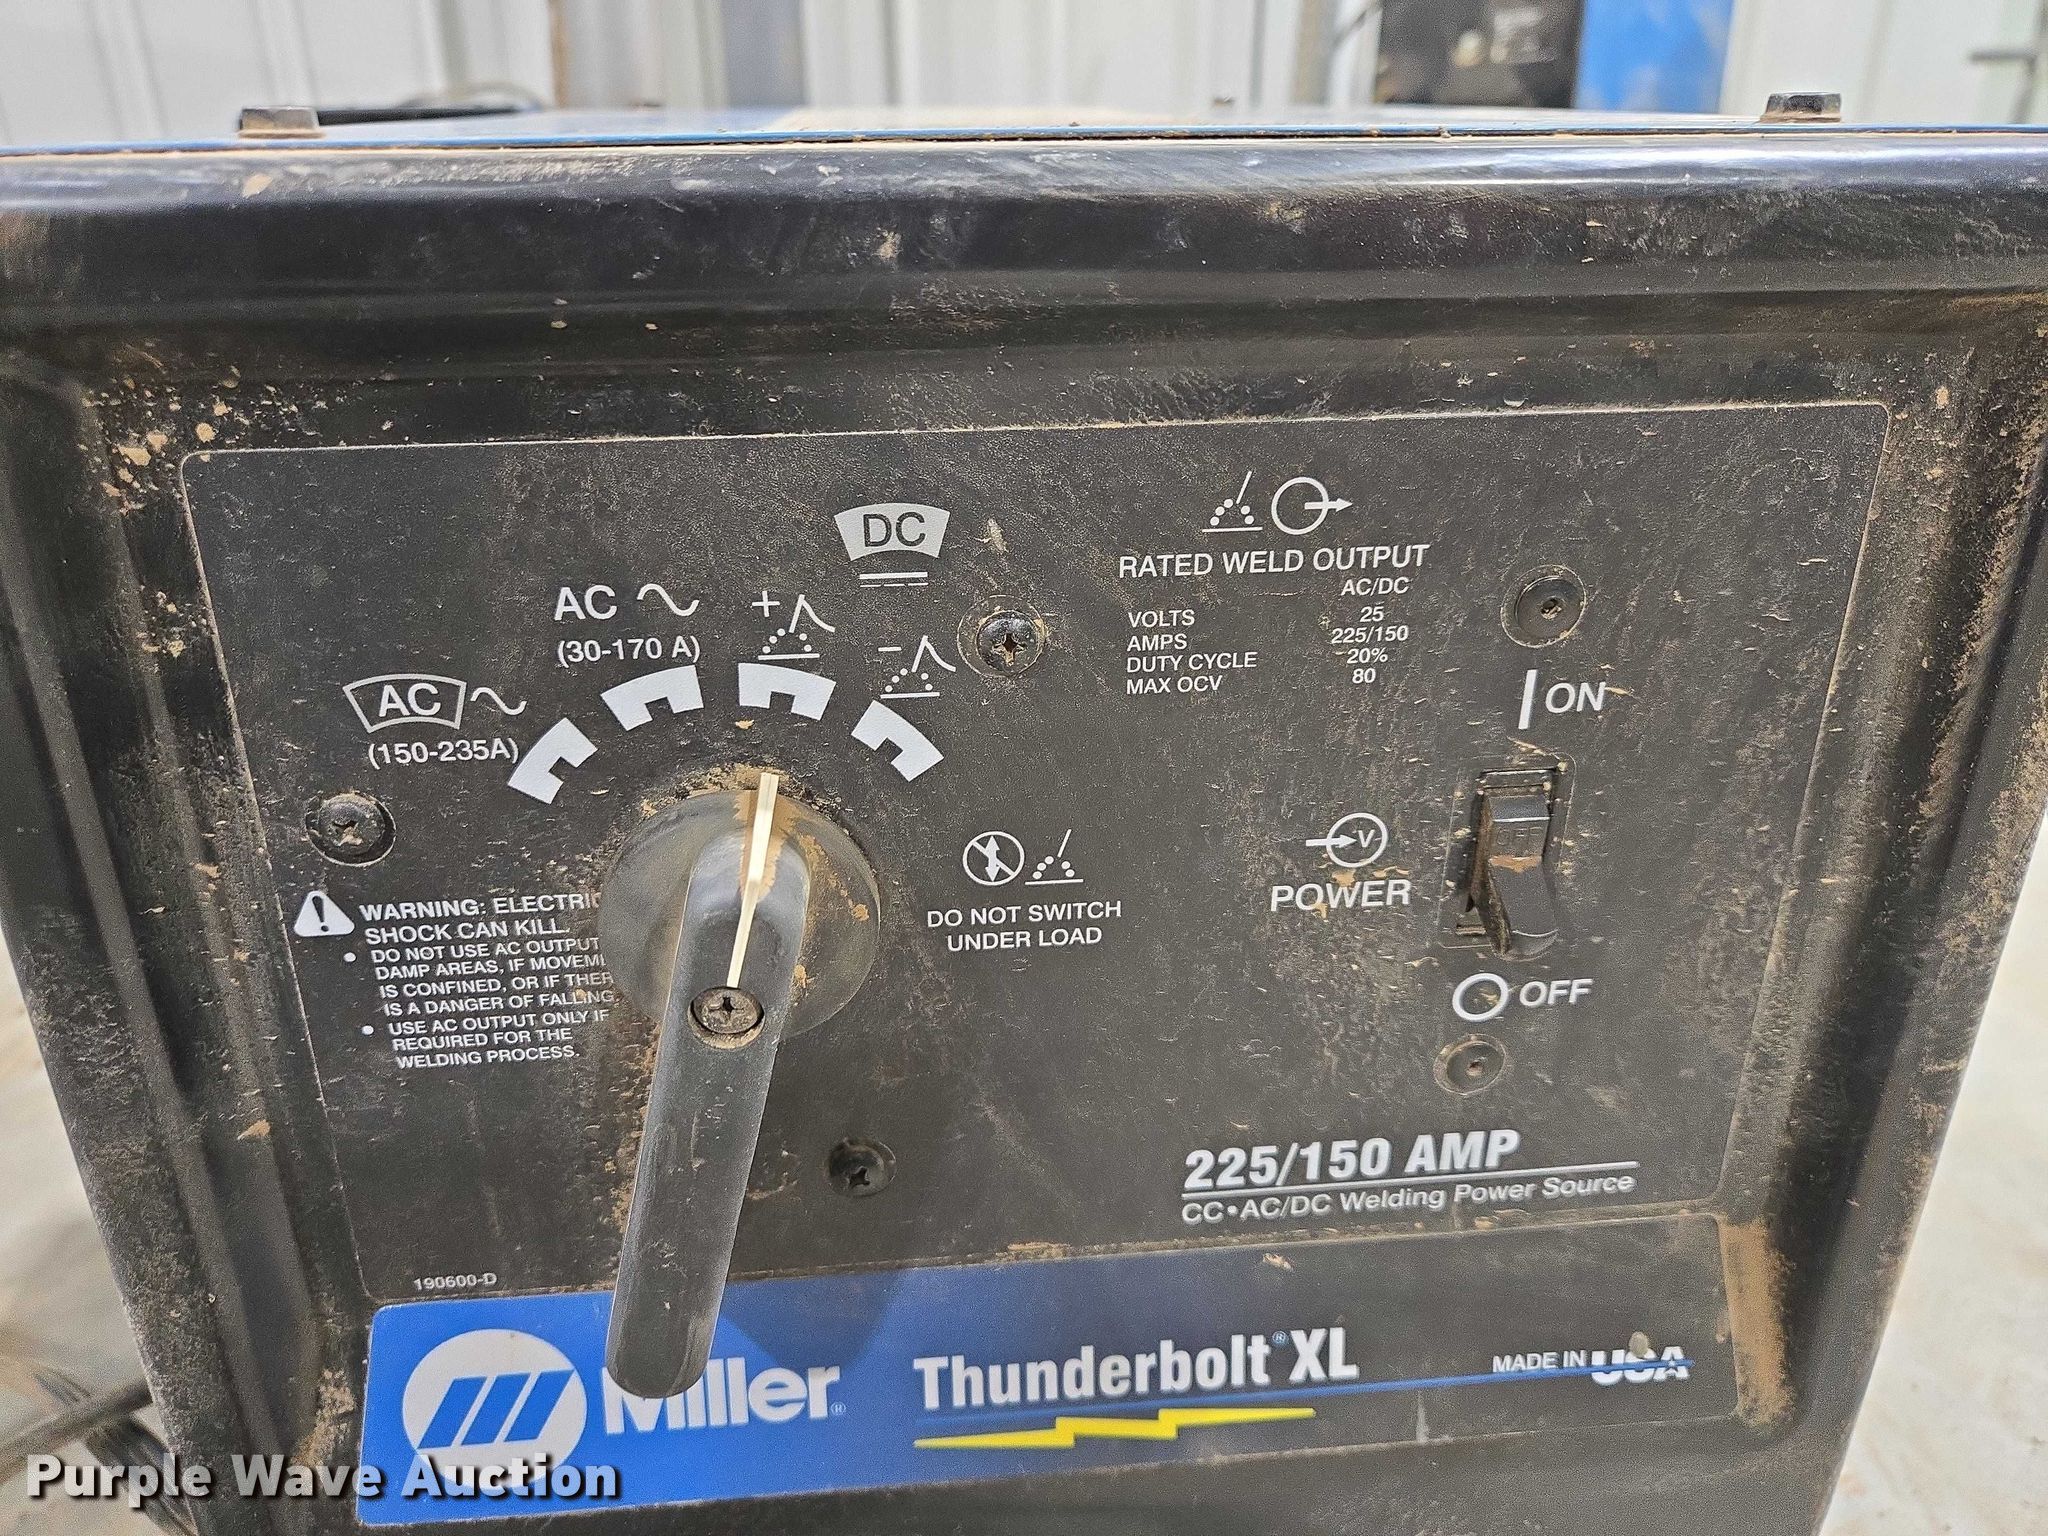 DC
AC
(30-170 A)
+
-
AC
(150-235A)
RATED WELD OUTPUT
AC/DC
VOLTS 25
AMPS 225/150
DUTY CYCLE 20%
MAX OCV 80
ON
OFF
V
POWER
OFF
DO NOT SWITCH
UNDER LOAD
WARNING: ELECTRIC
SHOCK CAN KILL.
• DO NOT USE AC OUTPUT
DAMP AREAS, IF MOVEM
IS CONFINED, OR IF THER
IS A DANGER OF FALLING
• USE AC OUTPUT ONLY IF
REQUIRED FOR THE
WELDING PROCESS.
225/150 AMP
CC•AC/DC Welding Power Source
190600-D
Miller®
Thunderbolt® XL
MADE IN USA
Purple Wave Auction